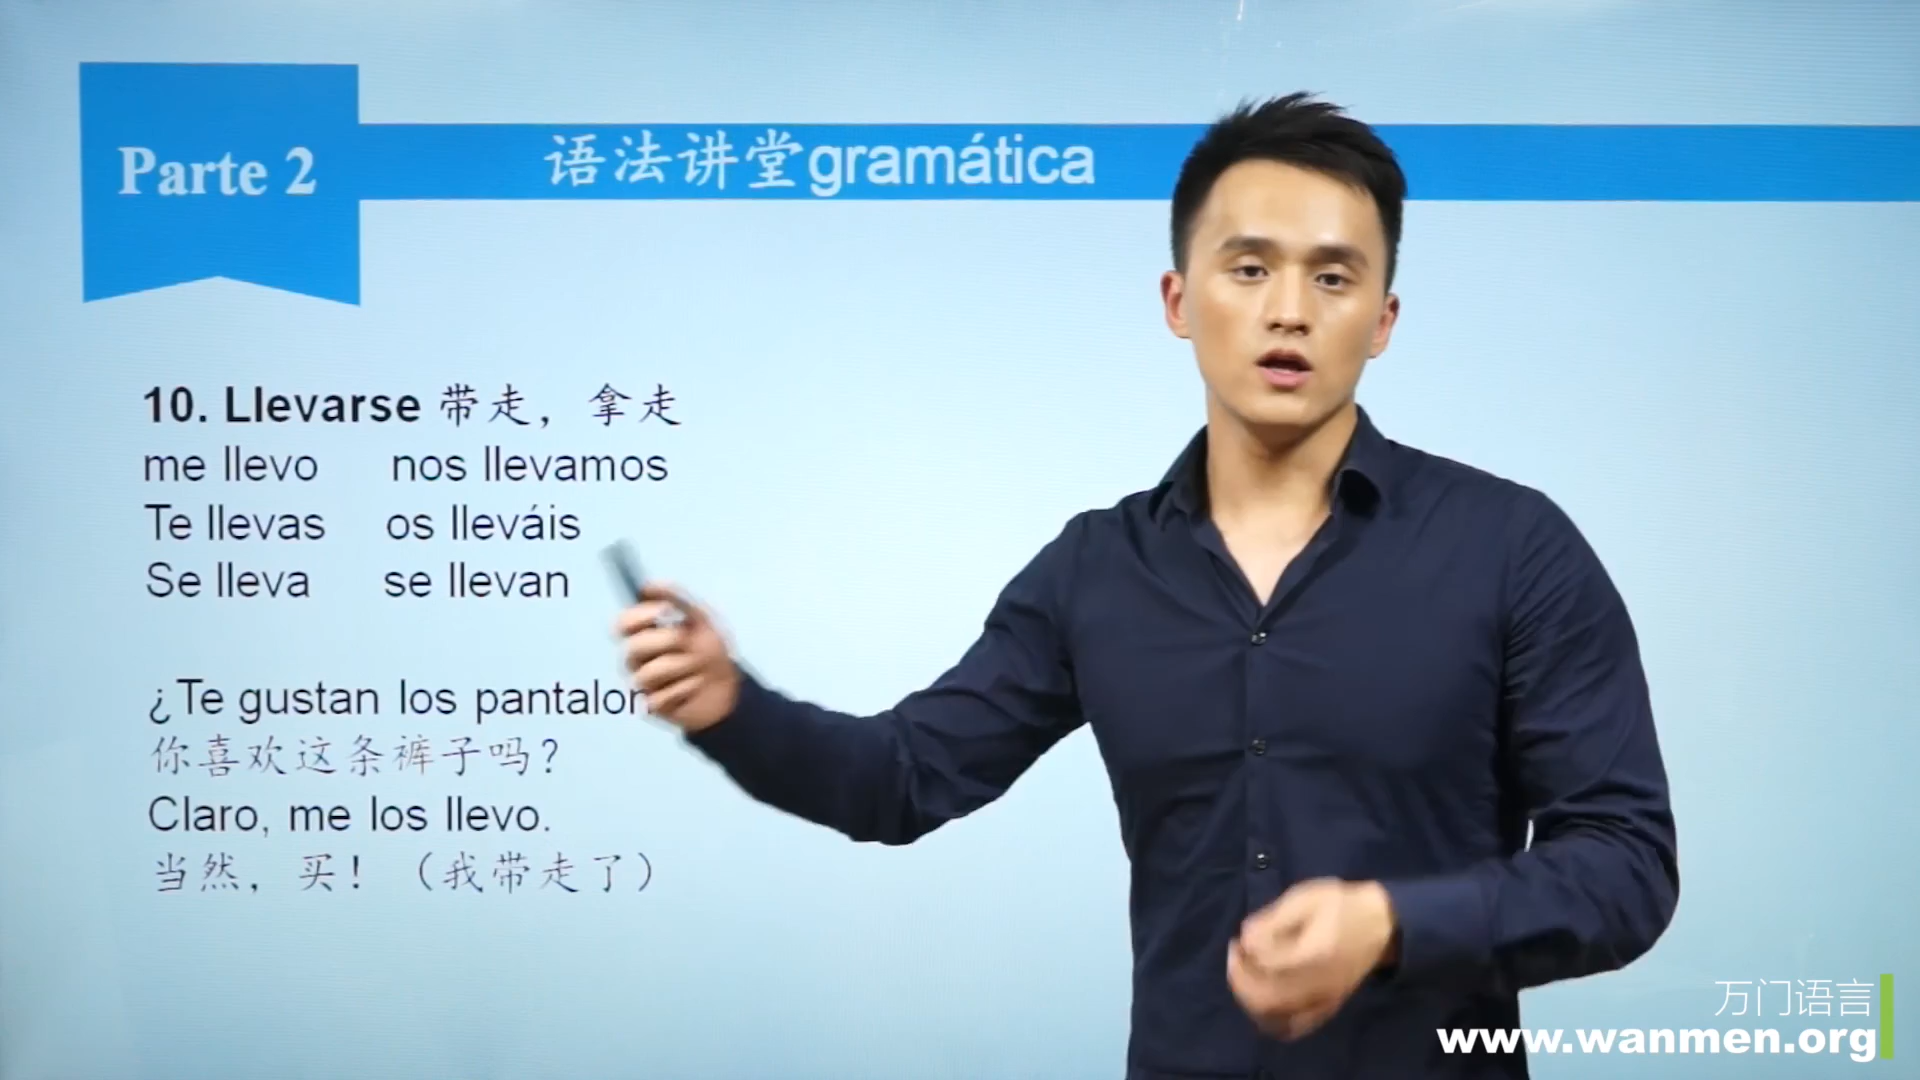 Parte 2
语法讲堂gramática
10. Llevarse 带走，拿走
me llevo nos llevamos
Te llevas os lleváis
Se lleva se llevan
¿Te gustan los
你喜欢这条裤子吗？
Claro, me los llevo.
当然，买！（我带走了）
万门语言
www.wanmen.org